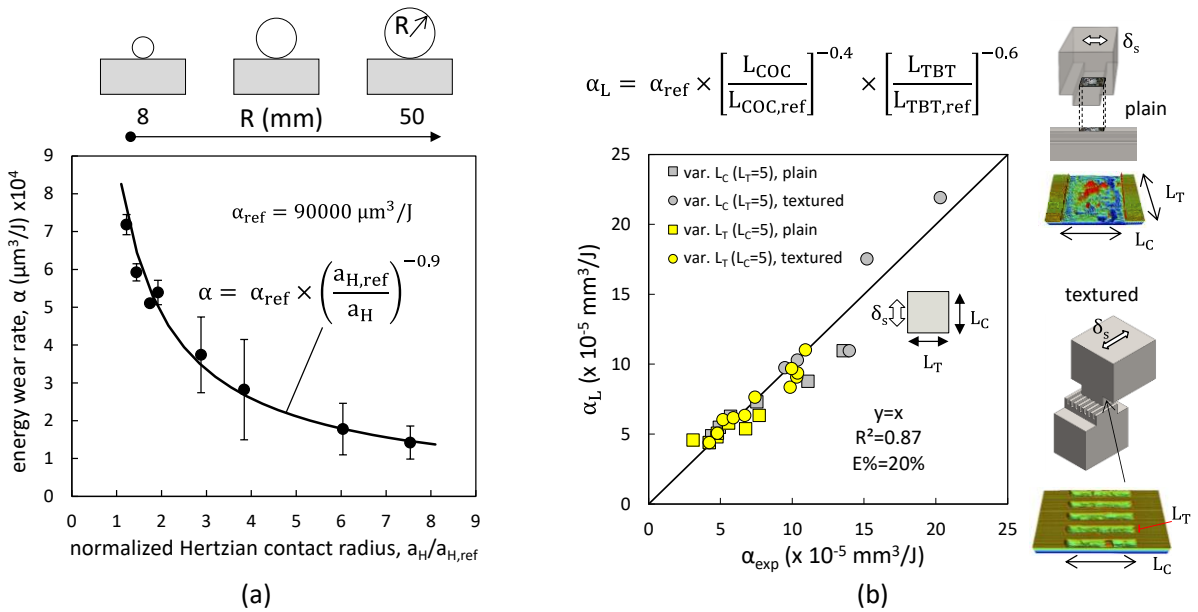 R
8 R (mm) 50
energy wear rate, α (µm³/J) x10⁴
9
8
7
6
5
4
3
2
1
0
α_ref = 90000 µm³/J
α = α_ref × (a_H,ref / a_H)^−0.9
0 1 2 3 4 5 6 7 8 9
normalized Hertzian contact radius, a_H/a_H,ref
(a)
α_L = α_ref × [L_COC / L_COC,ref]^−0.4 × [L_TBT / L_TBT,ref]^−0.6
α_L (x 10⁻⁵ mm³/J)
25
20
15
10
5
0
var. L_C (L_T=5), plain
var. L_C (L_T=5), textured
var. L_T (L_C=5), plain
var. L_T (L_C=5), textured
δ_s
L_C
L_T
y=x
R²=0.87
E%=20%
0 5 10 15 20 25
α_exp (x 10⁻⁵ mm³/J)
(b)
δ_s
plain
L_T
L_C
textured
δ_s
L_T
L_C